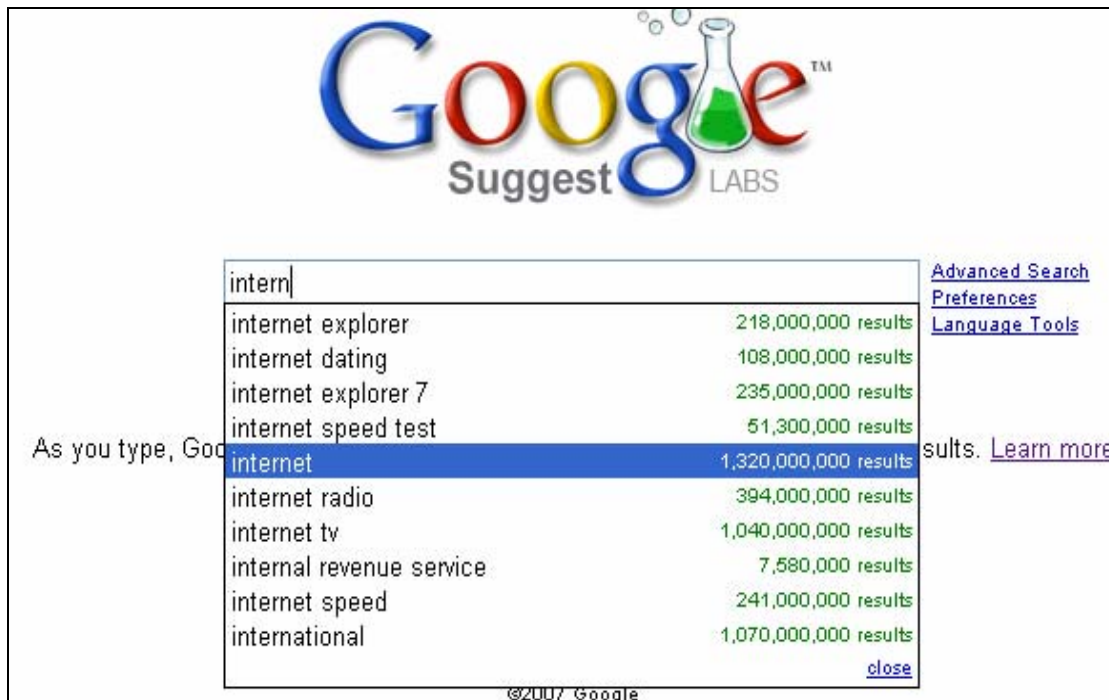 Google™
Suggest LABS
intern
Advanced Search
Preferences
Language Tools
internet explorer 218,000,000 results
internet dating 108,000,000 results
internet explorer 7 235,000,000 results
internet speed test 51,300,000 results
As you type, Goo
internet 1,320,000,000 results
sults. Learn more
internet radio 394,000,000 results
internet tv 1,040,000,000 results
internal revenue service 7,580,000 results
internet speed 241,000,000 results
international 1,070,000,000 results
close
©2007 Google